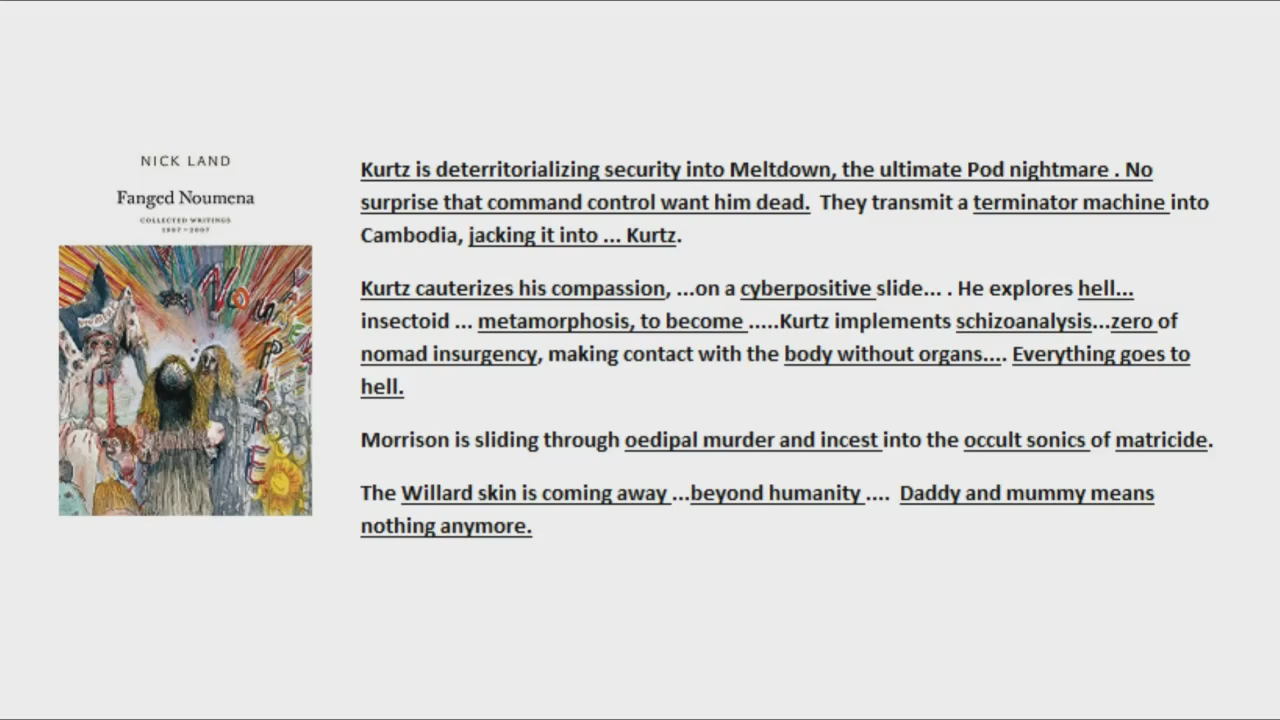 NICK LAND
Fanged Noumena
COLLECTED WRITINGS
1987 – 2007
Kurtz is deterritorializing security into Meltdown, the ultimate Pod nightmare . No
surprise that command control want him dead.  They transmit a terminator machine into
Cambodia, jacking it into ... Kurtz.
Kurtz cauterizes his compassion, ...on a cyberpositive slide... . He explores hell...
insectoid ... metamorphosis, to become .....Kurtz implements schizoanalysis...zero of
nomad insurgency, making contact with the body without organs.... Everything goes to
hell.
Morrison is sliding through oedipal murder and incest into the occult sonics of matricide.
The Willard skin is coming away ...beyond humanity ....  Daddy and mummy means
nothing anymore.